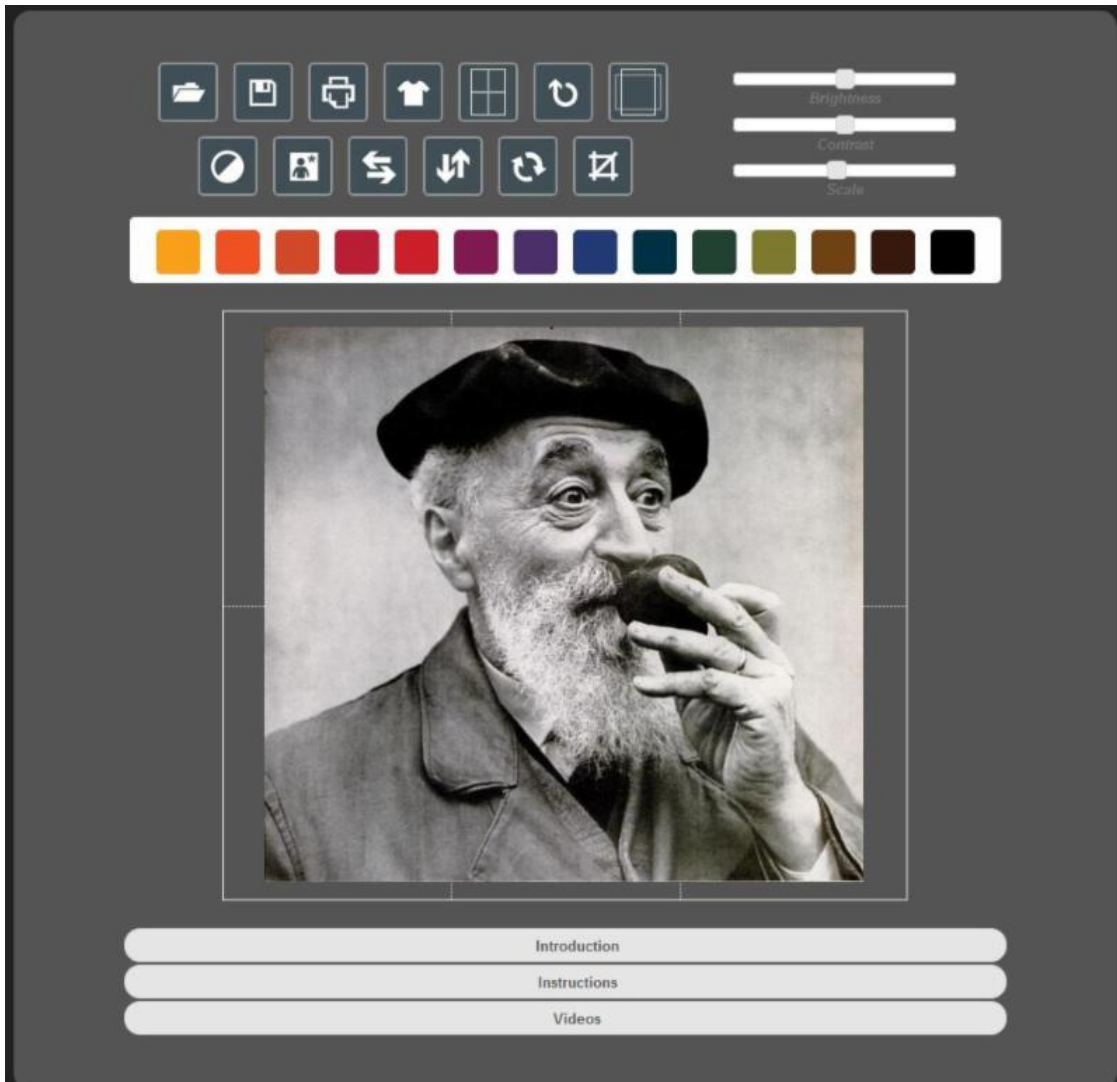 Brightness
Contrast
Scale
Introduction
Instructions
Videos